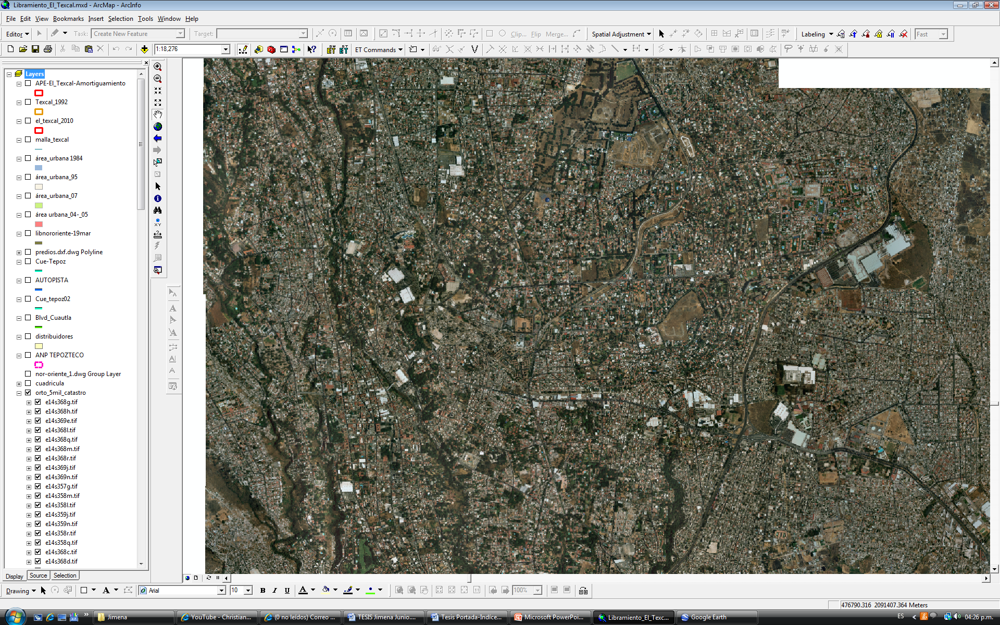 Libramiento_El_Texcal.mxd - ArcMap - ArcInfo
File Edit View Bookmarks Insert Selection Tools Window Help
Editor Task: Create New Feature Target: Clip... Flip Merge... Spatial Adjustment Labeling Fast
1:18,276 ET Commands
Layers
APE-El_Texcal-Amortiguamiento
Texcal_1992
el_texcal_2010
malla_texcal
área_urbana 1984
área_urbana_95
área_urbana_07
área urbana_04-_05
libnororiente-19mar
predios.dxf.dwg Polyline
Cue-Tepoz
AUTOPISTA
Cue_tepoz02
Blvd_Cuautla
distribuidores
ANP TEPOZTECO
nor-oriente_1.dwg Group Layer
cuadricula
orto_5mil_catastro
e14s368g.tif
e14s368h.tif
e14s369e.tif
e14s368l.tif
e14s368q.tif
e14s368m.tif
e14s368r.tif
e14s369j.tif
e14s369n.tif
e14s357g.tif
e14s358m.tif
e14s358l.tif
e14s359j.tif
e14s359n.tif
e14s358r.tif
e14s358q.tif
e14s368c.tif
e14s368d.tif
Display Source Selection
Drawing A Arial 10 B I U A 100%
476790.316 2091407.364 Meters
Jimena YouTube - Christian... (0 no leídos) Correo ... TESIS Jimena Junio.... Tesis Portada-Indíce... Microsoft PowerPoi... Libramiento_El_Texc... Google Earth ES 04:26 p.m.